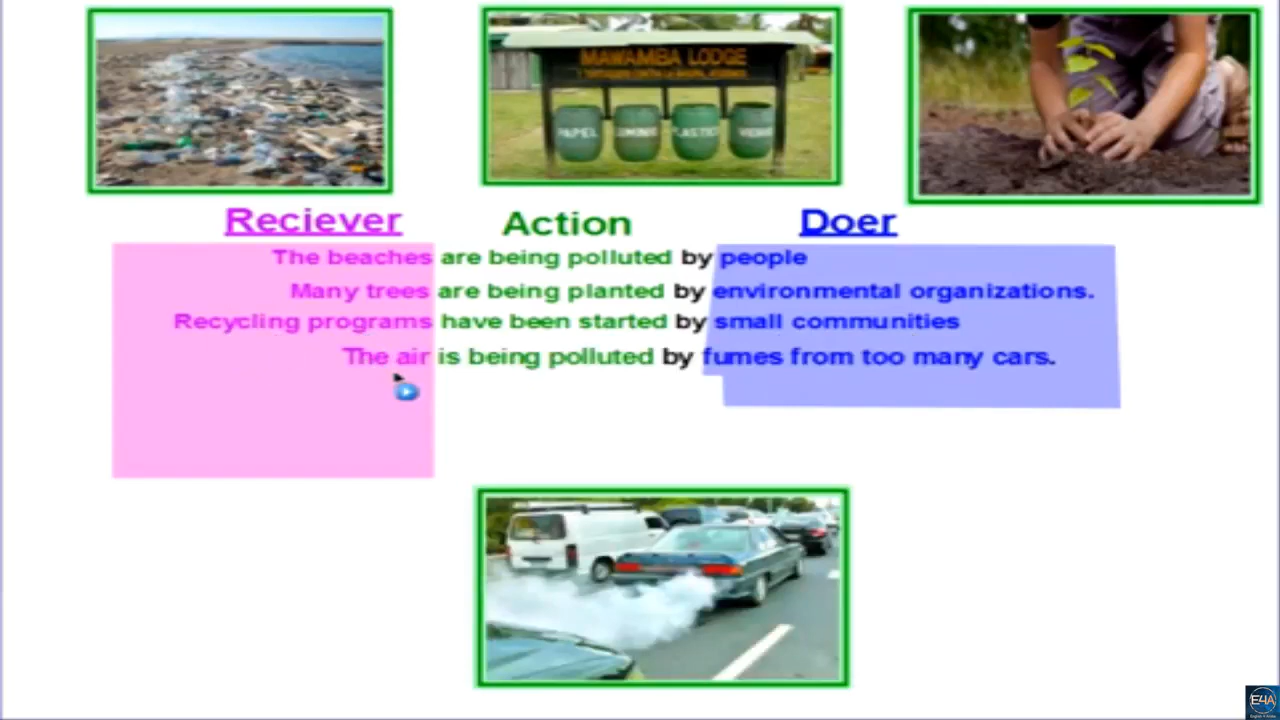 MAWAMBA LODGE
PAPEL
PLASTICO
Reciever Action Doer
The beaches are being polluted by people
Many trees are being planted by environmental organizations.
Recycling programs have been started by small communities
The air is being polluted by fumes from too many cars.
E4A